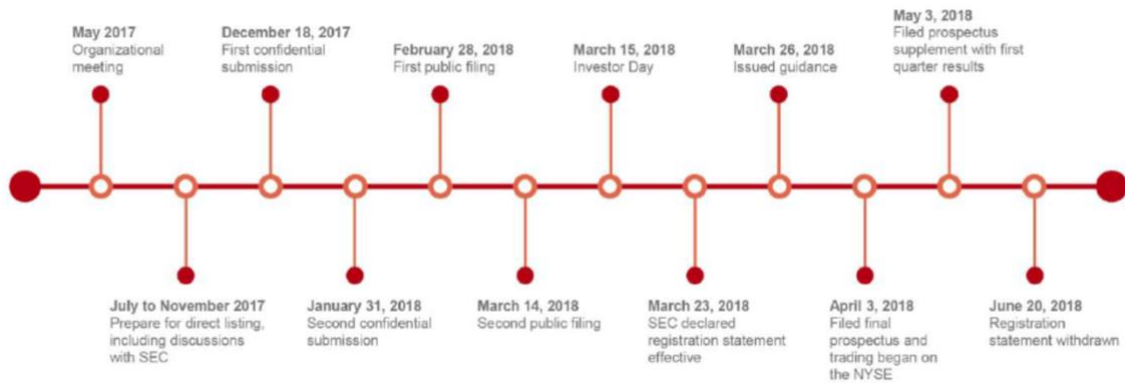 May 2017
Organizational
meeting
July to November 2017
Prepare for direct listing,
including discussions
with SEC
December 18, 2017
First confidential
submission
January 31, 2018
Second confidential
submission
February 28, 2018
First public filing
March 14, 2018
Second public filing
March 15, 2018
Investor Day
March 23, 2018
SEC declared
registration statement
effective
March 26, 2018
Issued guidance
April 3, 2018
Filed final
prospectus and
trading began on
the NYSE
May 3, 2018
Filed prospectus
supplement with first
quarter results
June 20, 2018
Registration
statement withdrawn